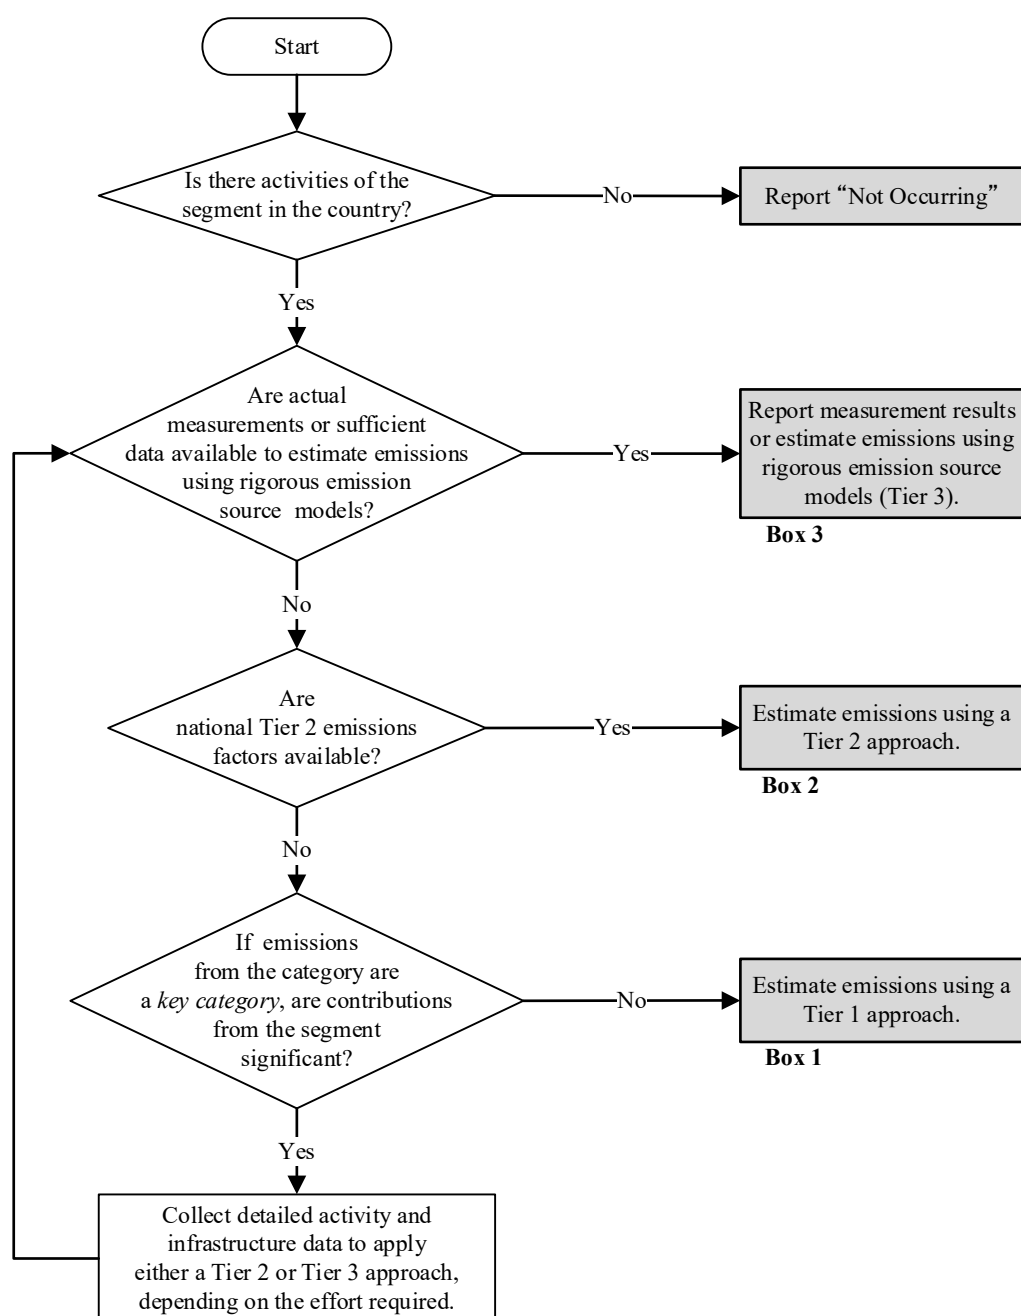 Start
Is there activities of the
segment in the country?
No
Report “Not Occurring”
Yes
Are actual
measurements or sufficient
data available to estimate emissions
using rigorous emission
source models?
Yes
Report measurement results
or estimate emissions using
rigorous emission source
models (Tier 3).
Box 3
No
Are
national Tier 2 emissions
factors available?
Yes
Estimate emissions using a
Tier 2 approach.
Box 2
No
If emissions
from the category are
a key category, are contributions
from the segment
significant?
No
Estimate emissions using a
Tier 1 approach.
Box 1
Yes
Collect detailed activity and
infrastructure data to apply
either a Tier 2 or Tier 3 approach,
depending on the effort required.